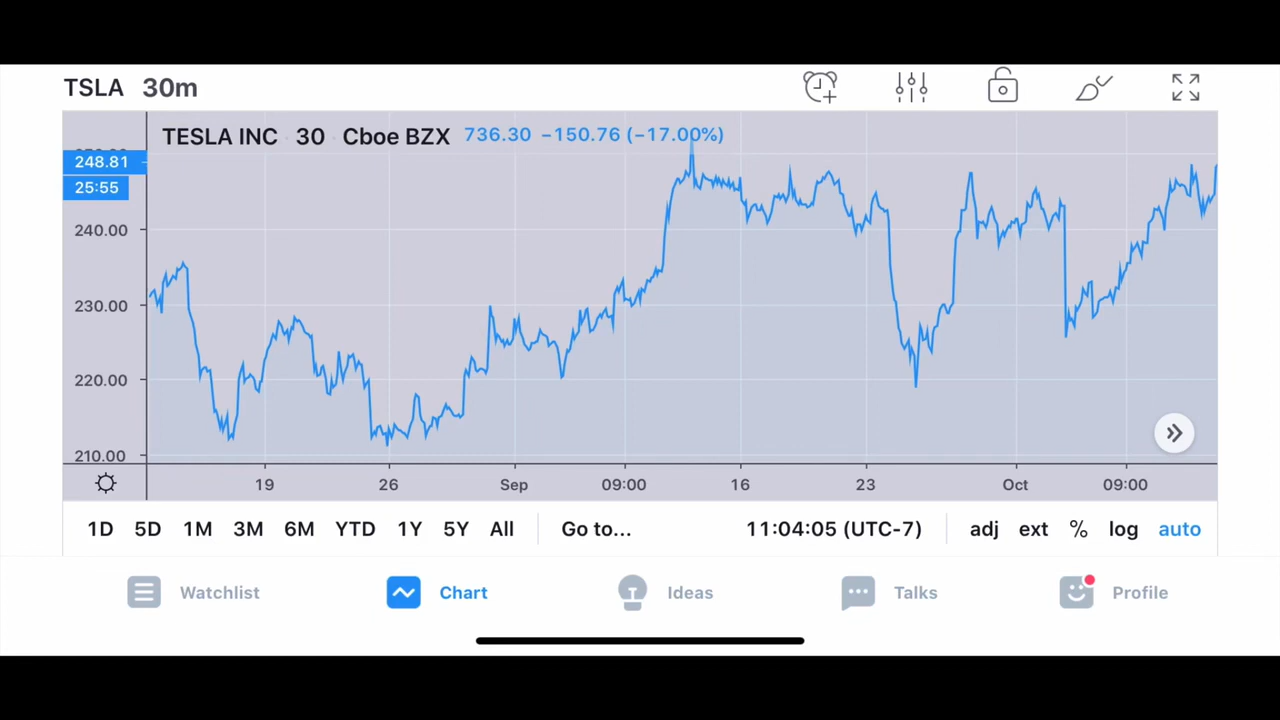 TSLA 30m
TESLA INC · 30 · Cboe BZX 736.30 −150.76 (−17.00%)
248.81
25:55
240.00
230.00
220.00
210.00
19 26 Sep 09:00 16 23 Oct 09:00
1D 5D 1M 3M 6M YTD 1Y 5Y All Go to... 11:04:05 (UTC-7) adj ext % log auto
Watchlist Chart Ideas Talks Profile